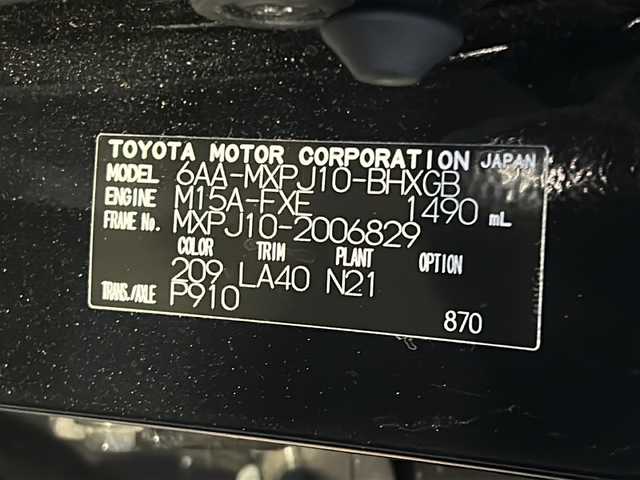 TOYOTA MOTOR CORPORATION JAPAN
MODEL 6AA-MXPJ10-BHXGB
ENGINE M15A-FXE 1490 mL
FRAME No. MXPJ10-2006829
COLOR TRIM PLANT OPTION
209 LA40 N21
TRANS./AXLE P910
870